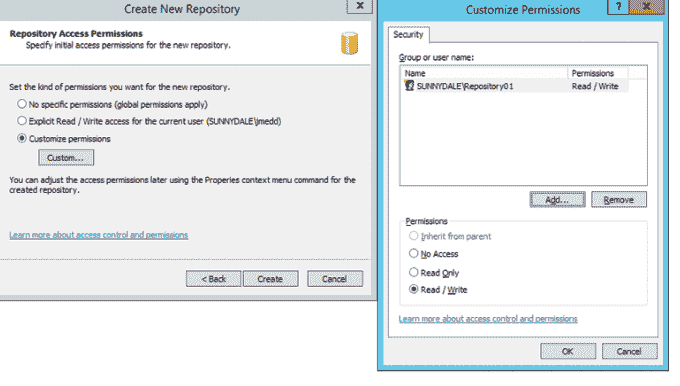 Create New Repository
X
Repository Access Permissions
Specify initial access permissions for the new repository.
Set the kind of permissions you want for the new repository.
No specific permissions (global permissions apply)
Explicit Read / Write access for the current user (SUNNYDALE\jmedd)
Customize permissions
Custom...
You can adjust the access permissions later using the Properies context menu command for the
created repository.
Learn more about access control and permissions
< Back
Create
Cancel
Customize Permissions
?
X
Security
Group or user name:
Name
Permissions
SUNNYDALE\Repository01
Read / Write
Add...
Remove
Permissions
Inherit from parent
No Access
Read Only
Read / Write
Learn more about access control and permissions
OK
Cancel